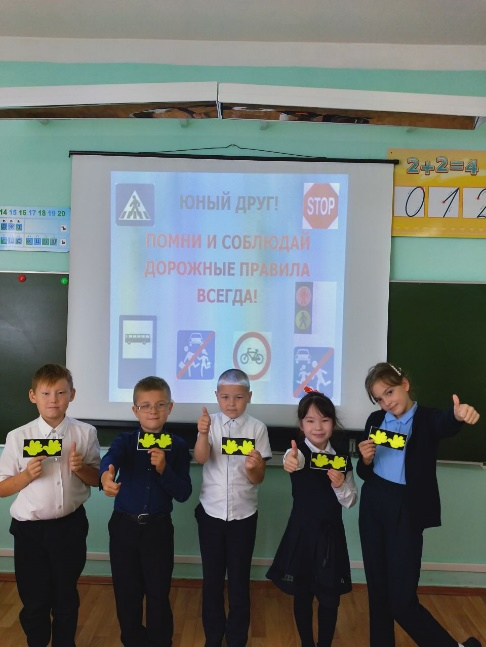 ЮНЫЙ ДРУГ!
STOP
ПОМНИ И СОБЛЮДАЙ
ДОРОЖНЫЕ ПРАВИЛА
ВСЕГДА!
2+2=4
0 1 2
14 15 16 17 18 19 20